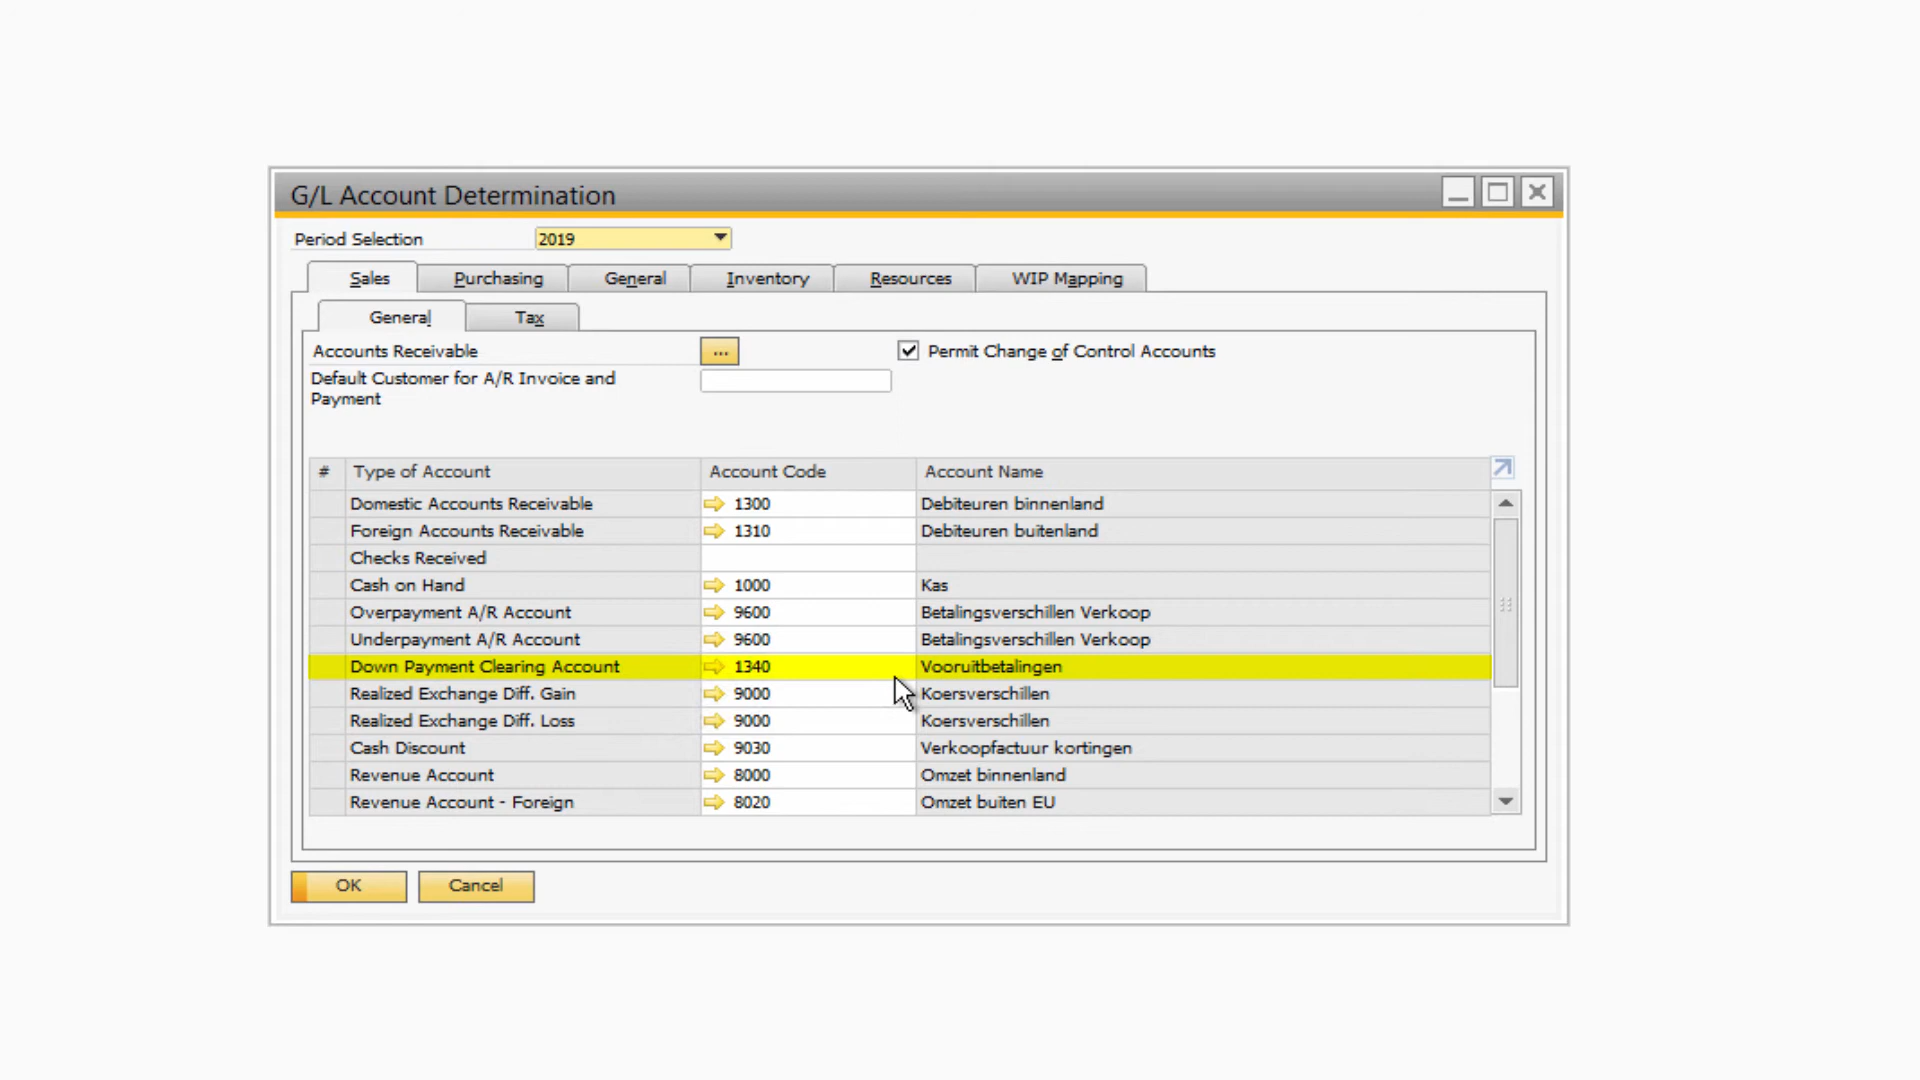 G/L Account Determination
Period Selection 2019
Sales Purchasing General Inventory Resources WIP Mapping
General Tax
Accounts Receivable ... Permit Change of Control Accounts
Default Customer for A/R Invoice and
Payment
# Type of Account Account Code Account Name
Domestic Accounts Receivable 1300 Debiteuren binnenland
Foreign Accounts Receivable 1310 Debiteuren buitenland
Checks Received
Cash on Hand 1000 Kas
Overpayment A/R Account 9600 Betalingsverschillen Verkoop
Underpayment A/R Account 9600 Betalingsverschillen Verkoop
Down Payment Clearing Account 1340 Vooruitbetalingen
Realized Exchange Diff. Gain 9000 Koersverschillen
Realized Exchange Diff. Loss 9000 Koersverschillen
Cash Discount 9030 Verkoopfactuur kortingen
Revenue Account 8000 Omzet binnenland
Revenue Account - Foreign 8020 Omzet buiten EU
OK Cancel